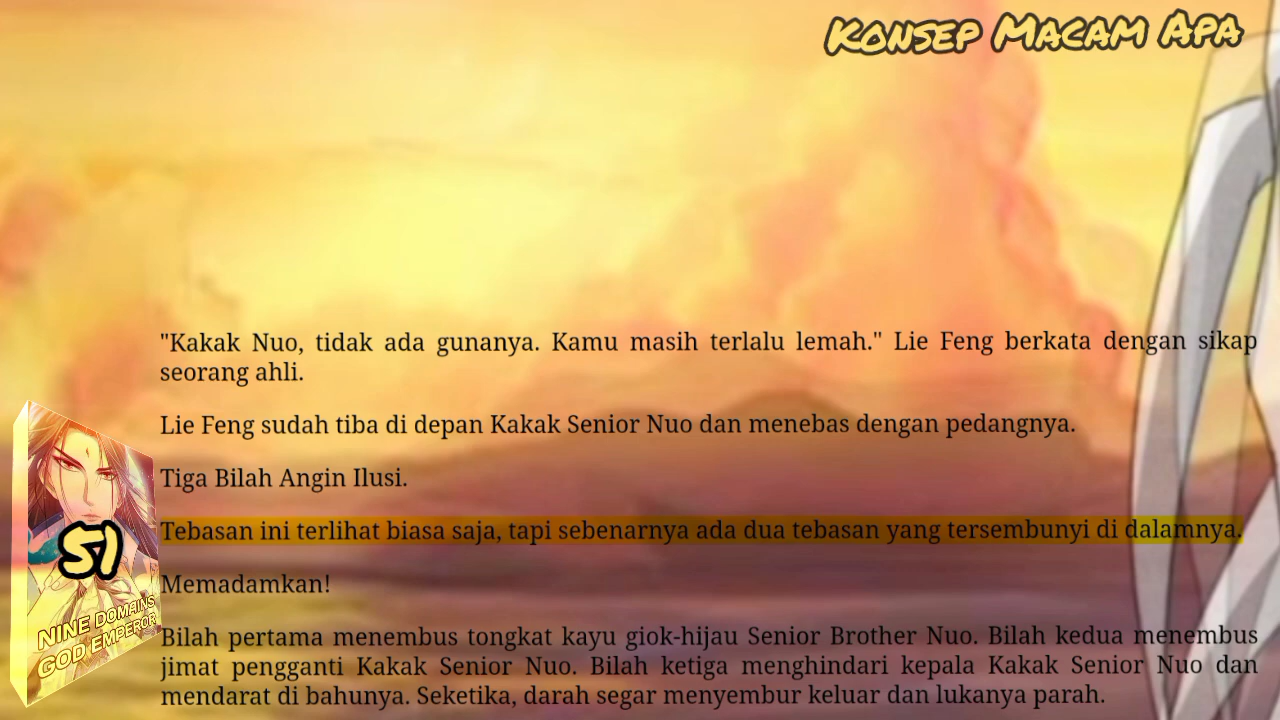 Konsep Macam Apa
"Kakak Nuo, tidak ada gunanya. Kamu masih terlalu lemah." Lie Feng berkata dengan sikap
seorang ahli.
Lie Feng sudah tiba di depan Kakak Senior Nuo dan menebas dengan pedangnya.
Tiga Bilah Angin Ilusi.
Tebasan ini terlihat biasa saja, tapi sebenarnya ada dua tebasan yang tersembunyi di dalamnya.
Memadamkan!
Bilah pertama menembus tongkat kayu giok-hijau Senior Brother Nuo. Bilah kedua menembus
jimat pengganti Kakak Senior Nuo. Bilah ketiga menghindari kepala Kakak Senior Nuo dan
mendarat di bahunya. Seketika, darah segar menyembur keluar dan lukanya parah.
51
NINE DOMAINS
GOD EMPEROR